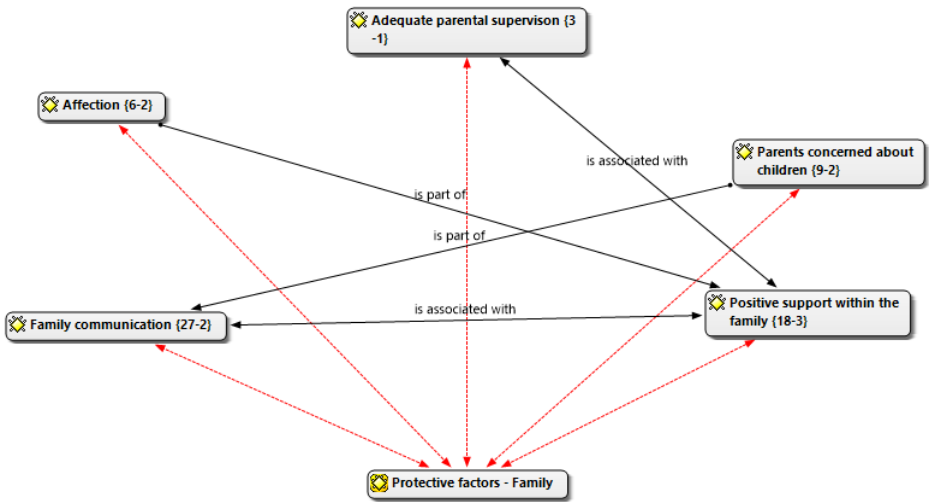 Adequate parental supervison {3
-1}
Affection {6-2}
is associated with
Parents concerned about
children {9-2}
is part of
is part of
Positive support within the
family {18-3}
is associated with
Family communication {27-2}
Protective factors - Family